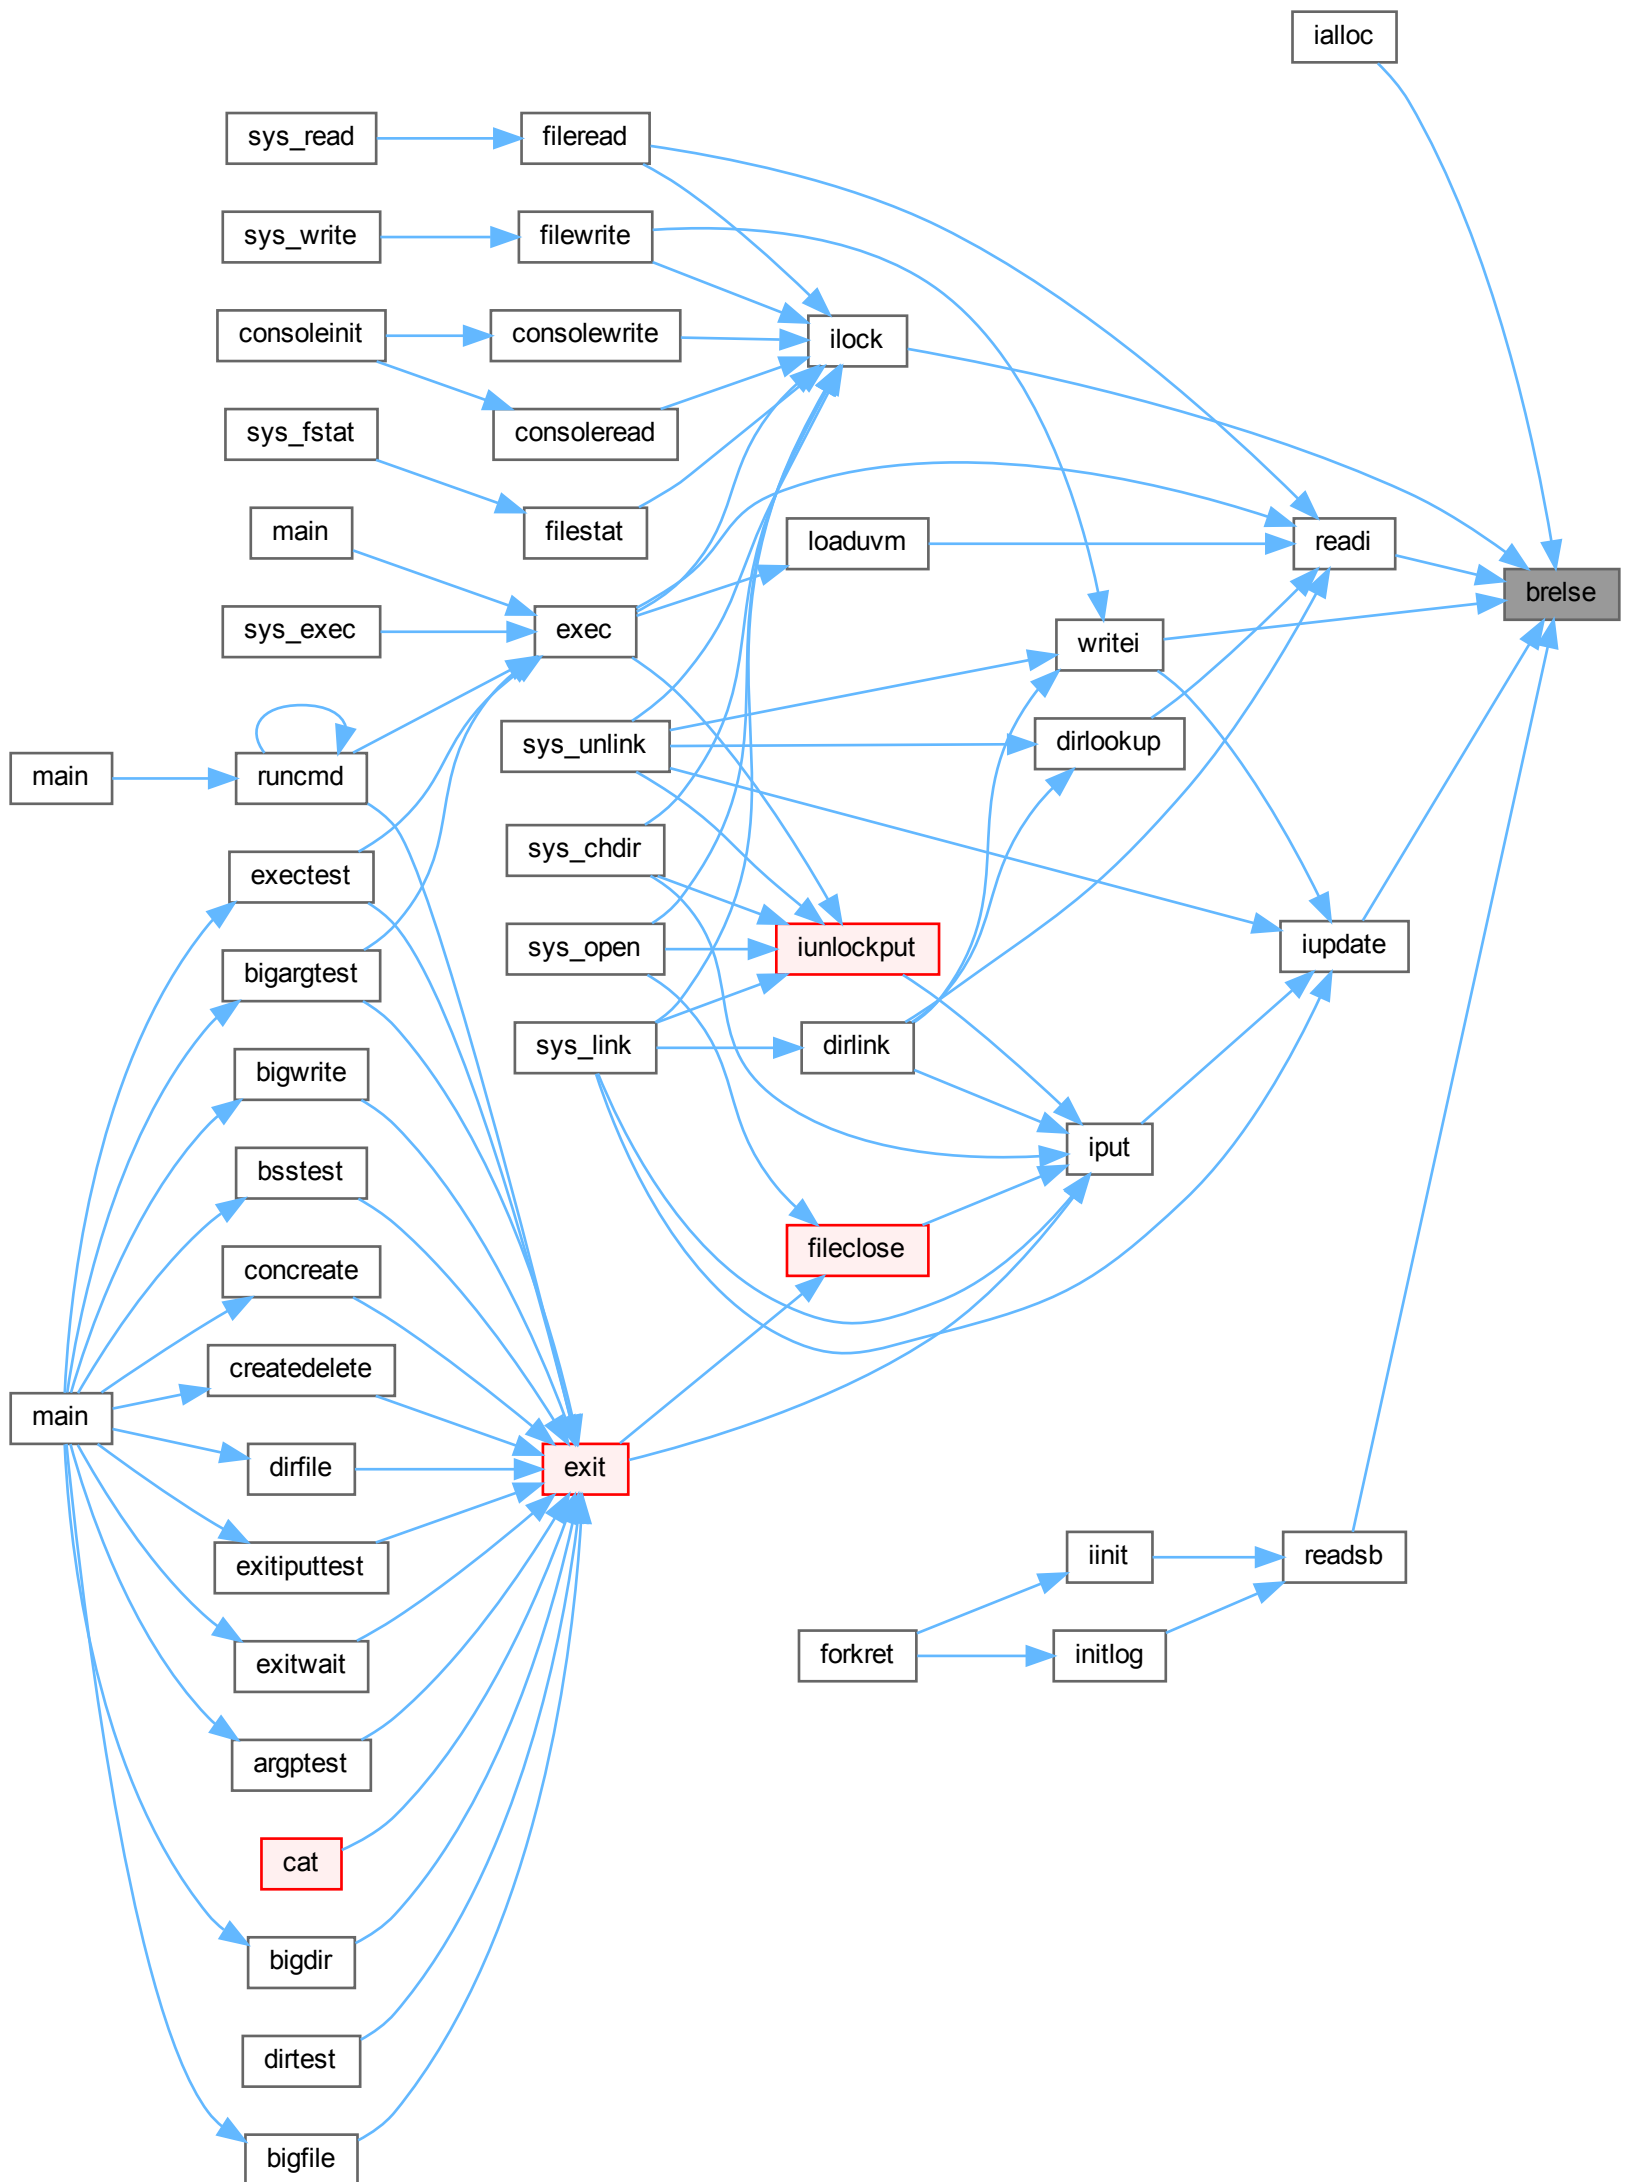 ialloc
sys_read
fileread
sys_write
filewrite
consoleinit
consolewrite
ilock
sys_fstat
consoleread
main
filestat
loaduvm
readi
brelse
sys_exec
exec
writei
sys_unlink
dirlookup
main
runcmd
sys_chdir
exectest
sys_open
iunlockput
iupdate
bigargtest
sys_link
dirlink
bigwrite
iput
bsstest
fileclose
concreate
createdelete
main
dirfile
exit
exitiputtest
iinit
readsb
exitwait
forkret
initlog
argptest
cat
bigdir
dirtest
bigfile